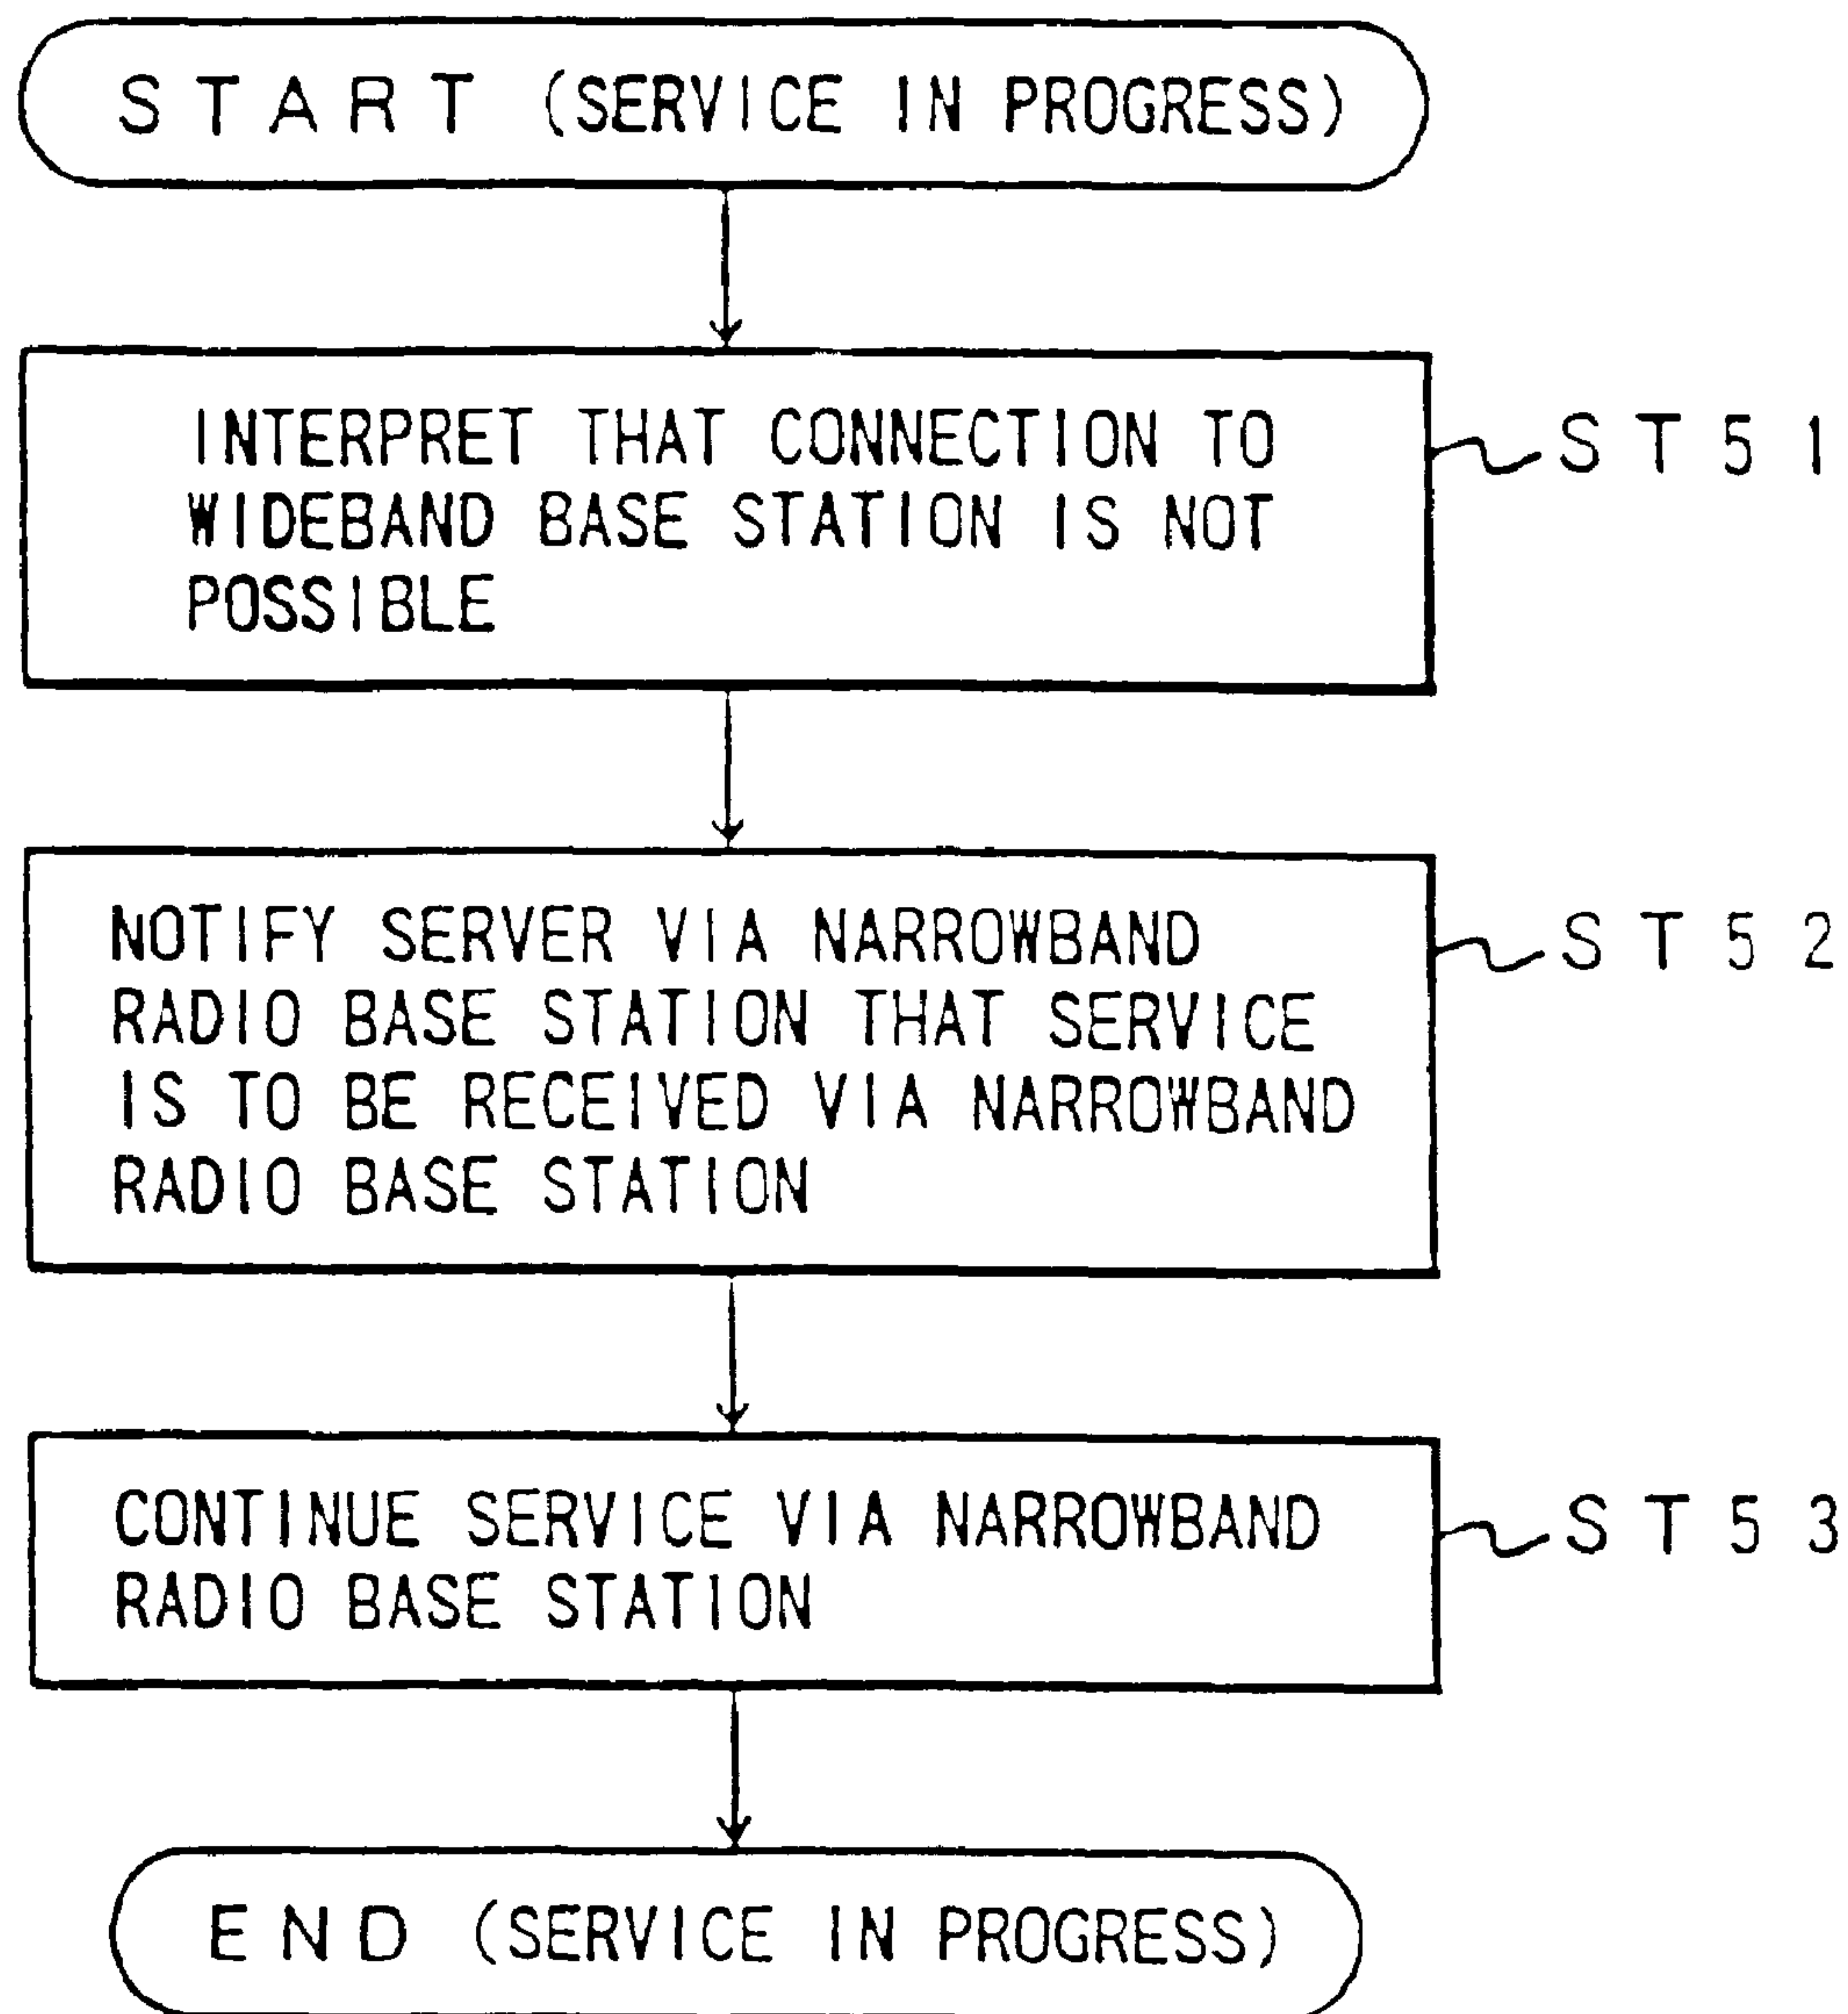 START (SERVICE IN PROGRESS)
INTERPRET THAT CONNECTION TO
WIDEBAND BASE STATION IS NOT
POSSIBLE
ST51
NOTIFY SERVER VIA NARROWBAND
RADIO BASE STATION THAT SERVICE
IS TO BE RECEIVED VIA NARROWBAND
RADIO BASE STATION
ST52
CONTINUE SERVICE VIA NARROWBAND
RADIO BASE STATION
ST53
END (SERVICE IN PROGRESS)